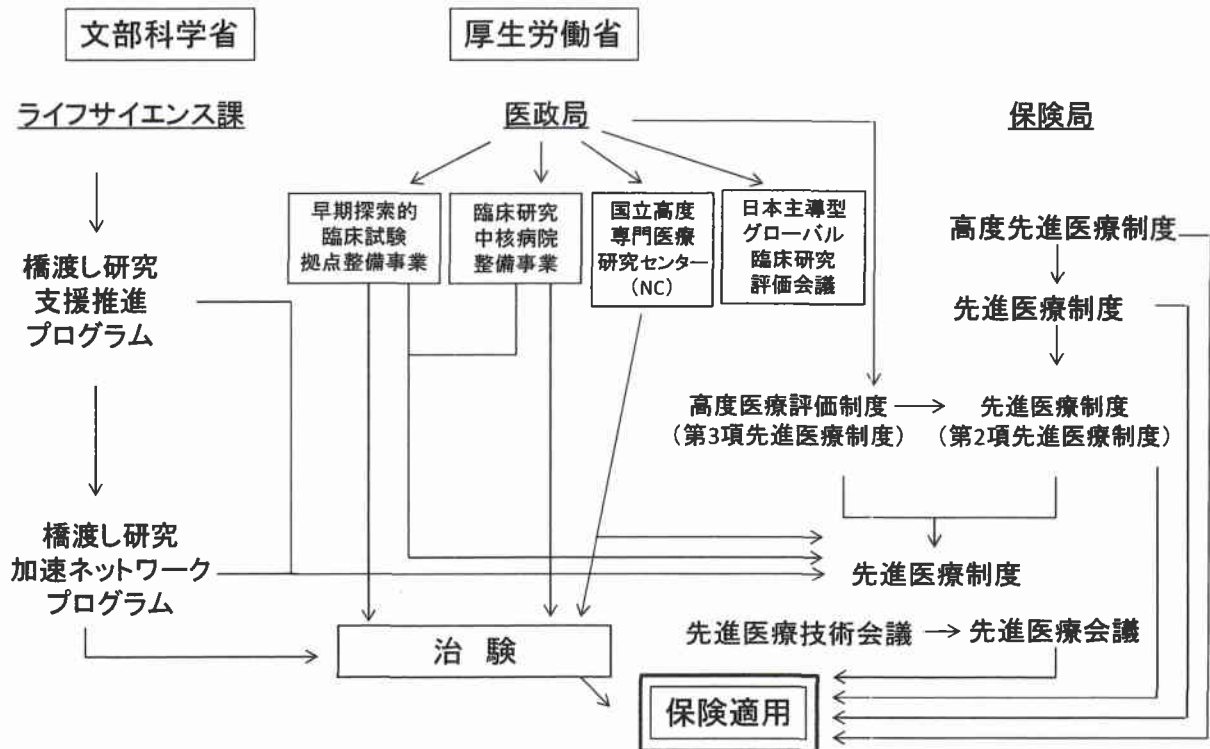 文部科学省
厚生労働省
ライフサイエンス課
医政局
保険局
早期探索的
臨床試験
拠点整備事業
臨床研究
中核病院
整備事業
国立高度
専門医療
研究センター
（NC）
日本主導型
グローバル
臨床研究
評価会議
橋渡し研究
支援推進
プログラム
高度先進医療制度
先進医療制度
高度医療評価制度
（第3項先進医療制度）
先進医療制度
（第2項先進医療制度）
橋渡し研究
加速ネットワーク
プログラム
先進医療制度
先進医療技術会議
先進医療会議
治 験
保険適用